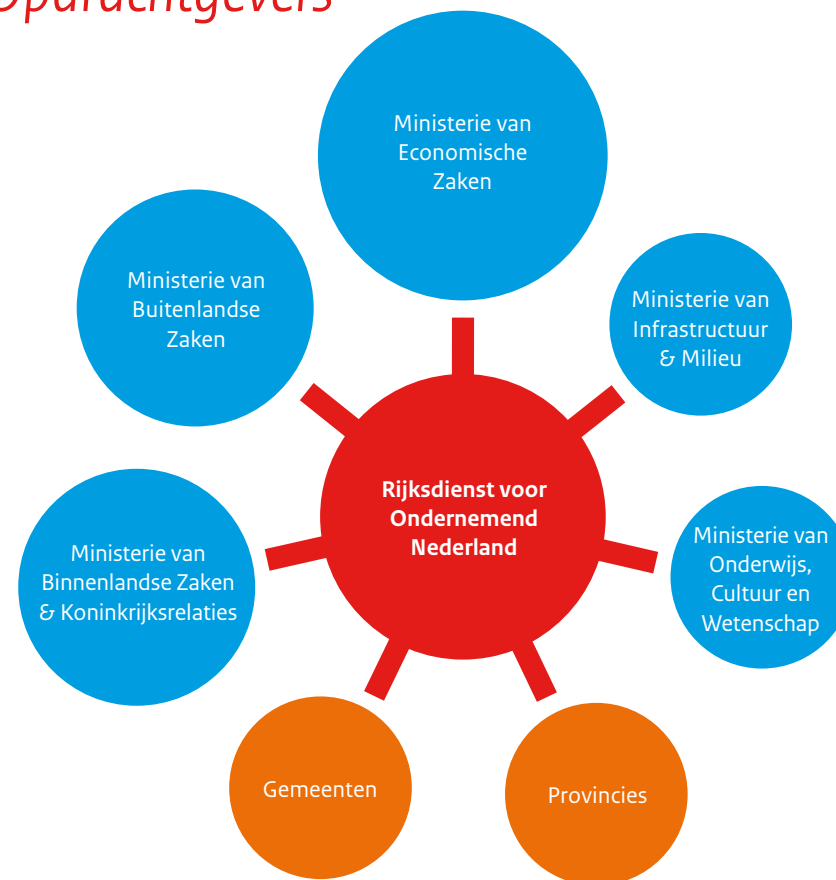 Opdrachtgevers
Ministerie van
Economische
Zaken
Ministerie van
Buitenlandse
Zaken
Ministerie van
Infrastructuur
& Milieu
Rijksdienst voor
Ondernemend
Nederland
Ministerie van
Binnenlandse Zaken
& Koninkrijksrelaties
Ministerie van
Onderwijs,
Cultuur en
Wetenschap
Gemeenten
Provincies